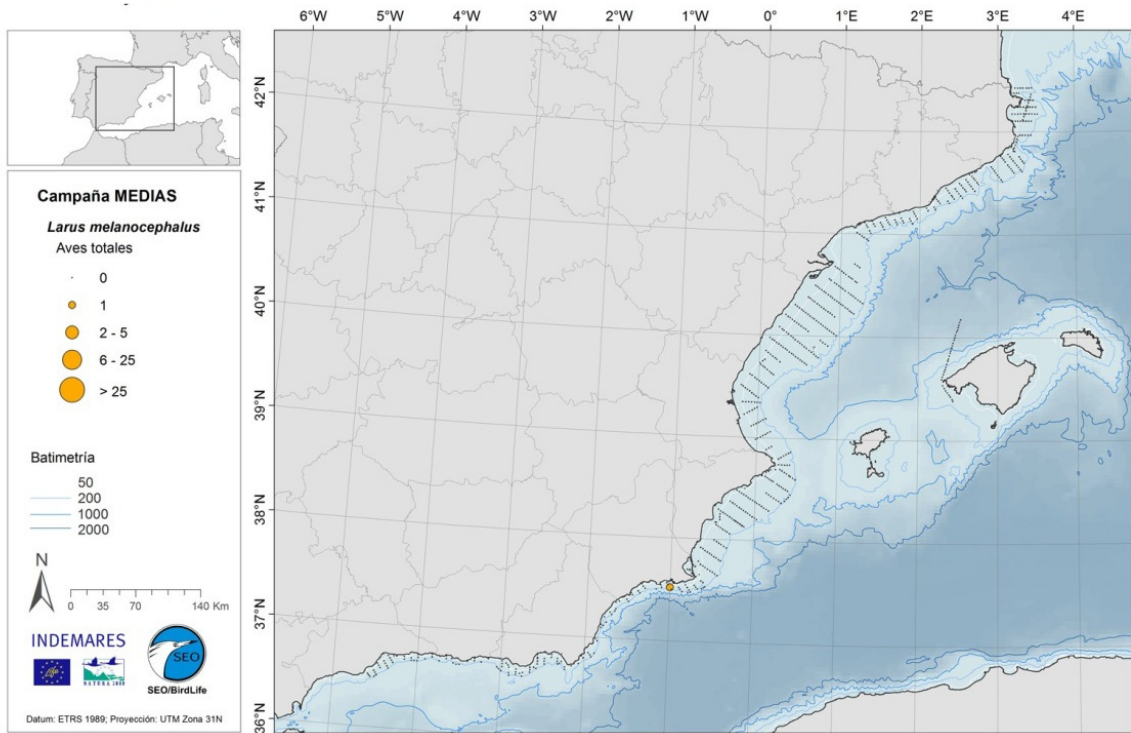 6°W 5°W 4°W 3°W 2°W 1°W 0° 1°E 2°E 3°E 4°E
42°N
41°N
40°N
39°N
38°N
37°N
36°N
Campaña MEDIAS
Larus melanocephalus
Aves totales
0
1
2 - 5
6 - 25
> 25
Batimetría
50
200
1000
2000
N
0 35 70 140 Km
INDEMARES
SEO
NATURA 2000
SEO/BirdLife
Datum: ETRS 1989; Proyección: UTM Zona 31N